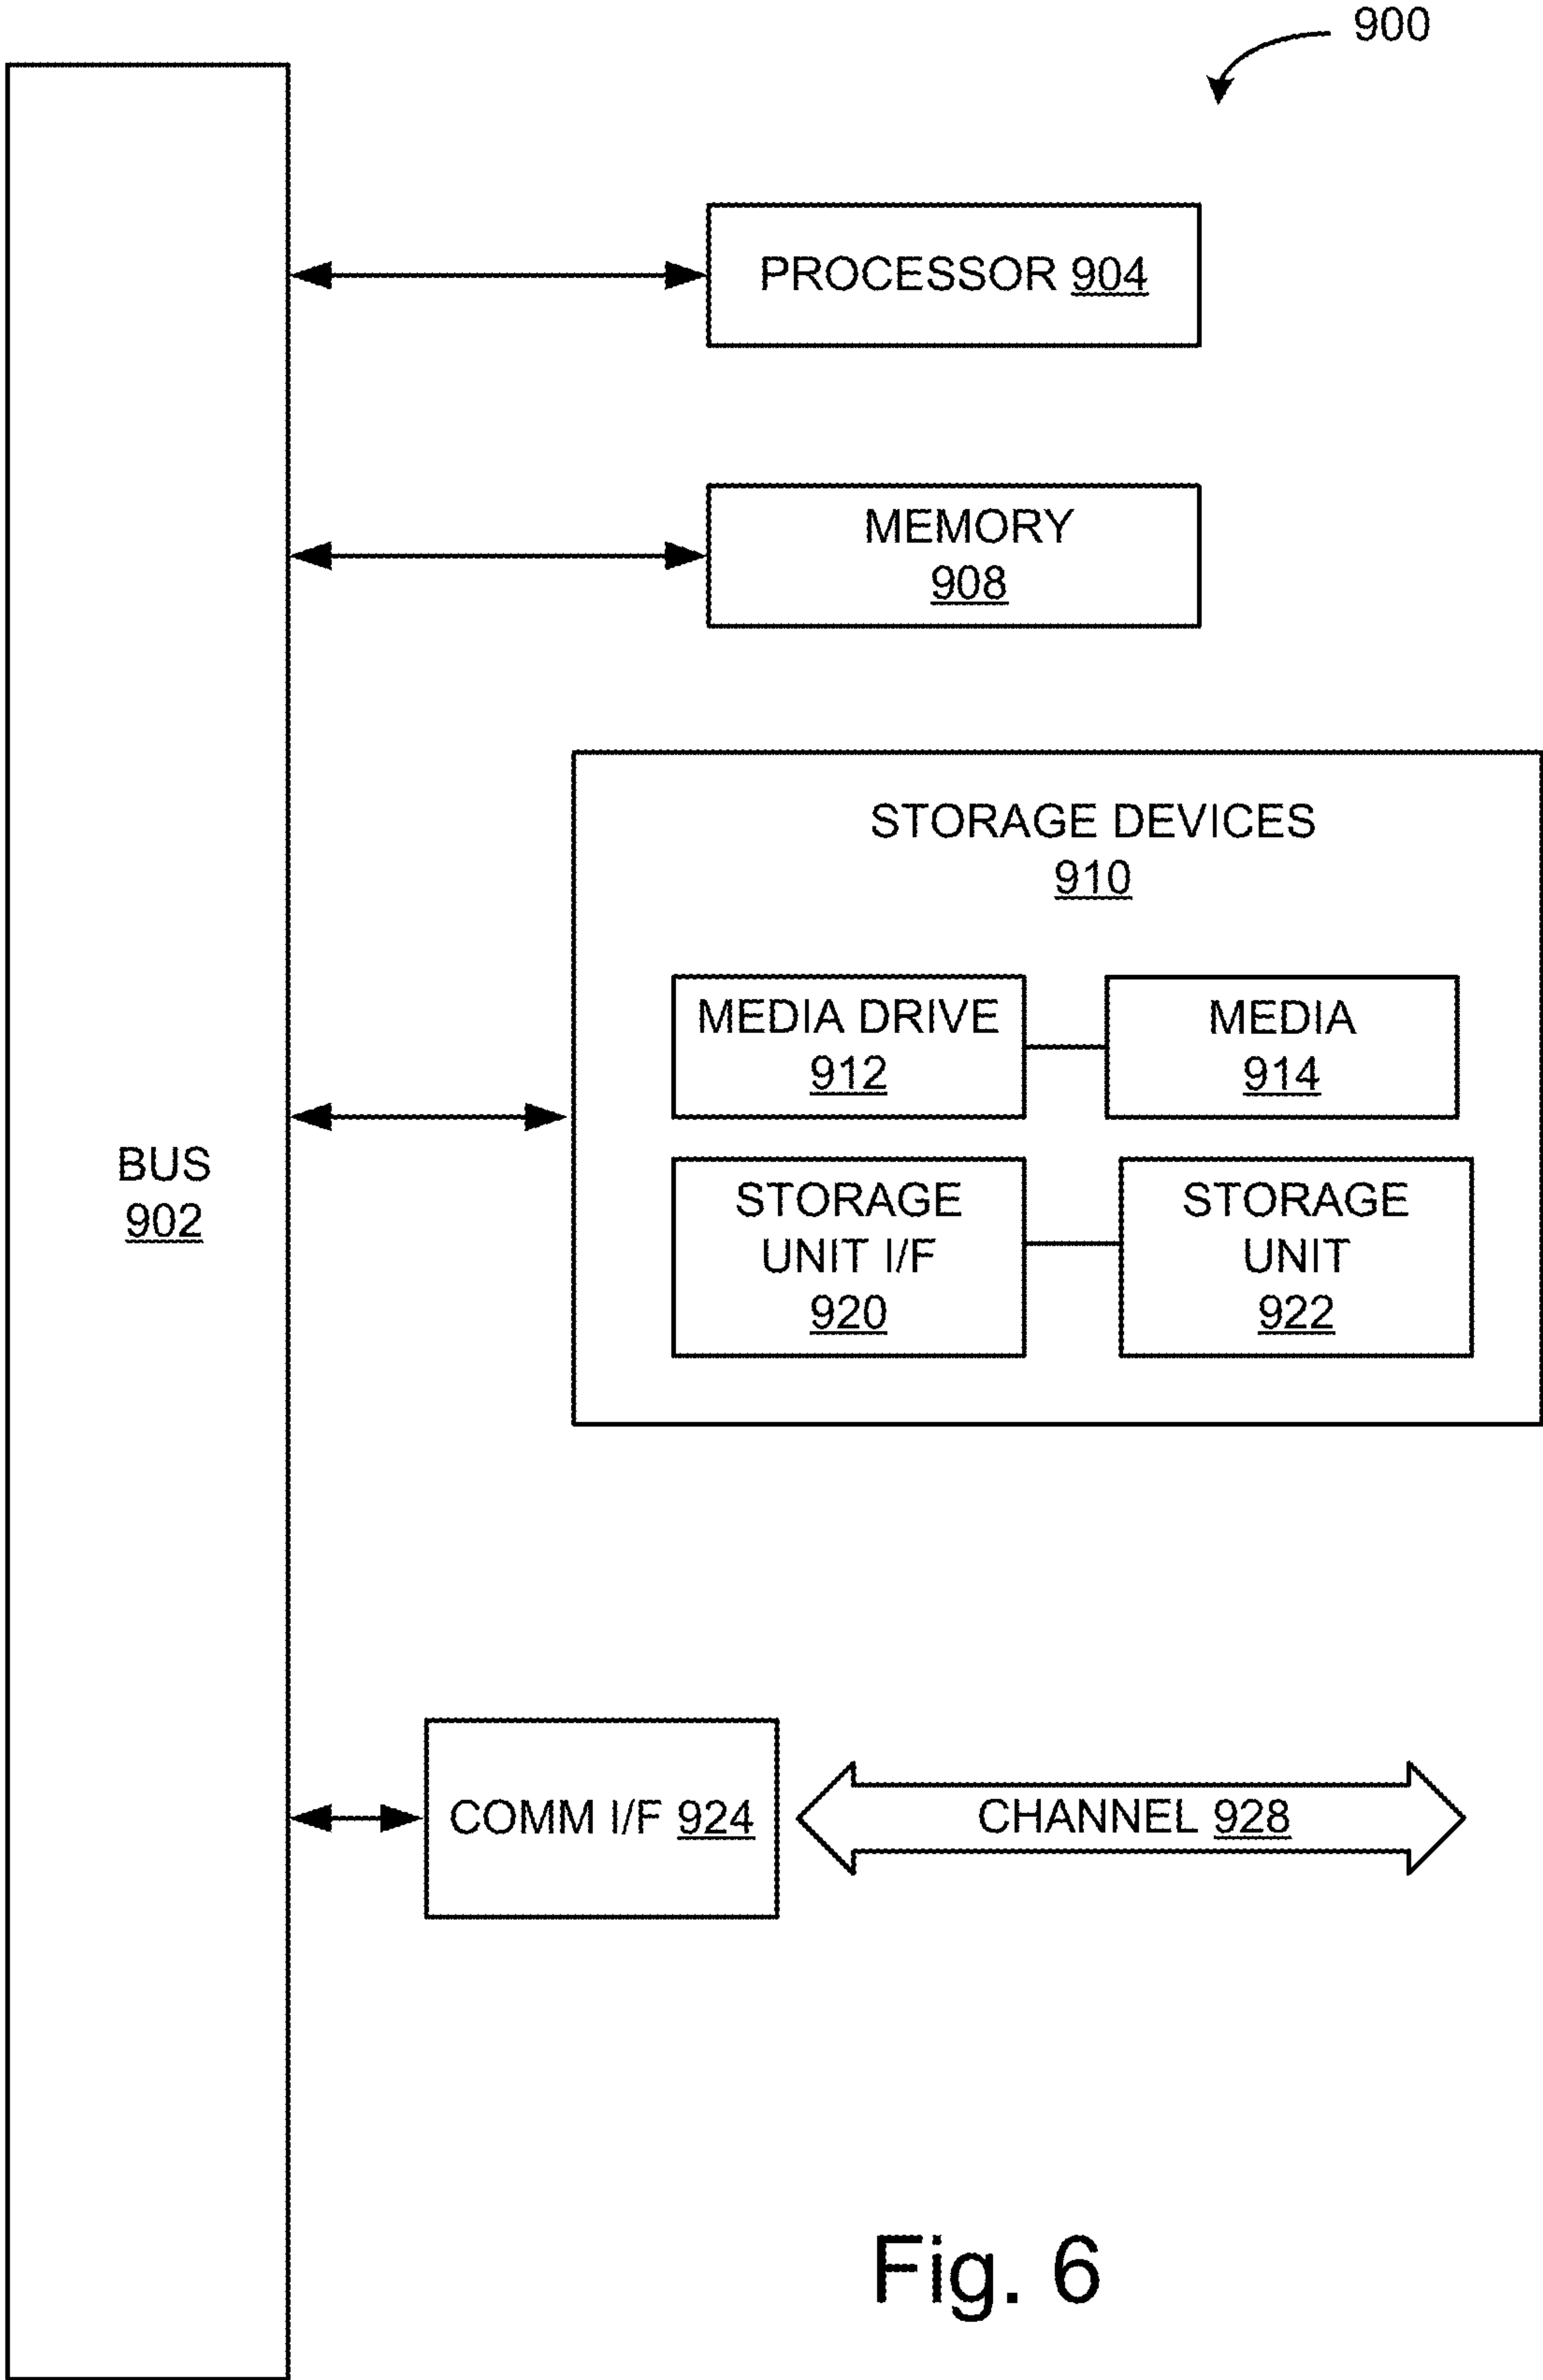 900
PROCESSOR 904
MEMORY
908
STORAGE DEVICES
910
MEDIA DRIVE
912
MEDIA
914
BUS
902
STORAGE
UNIT I/F
920
STORAGE
UNIT
922
COMM I/F 924
CHANNEL 928
Fig. 6